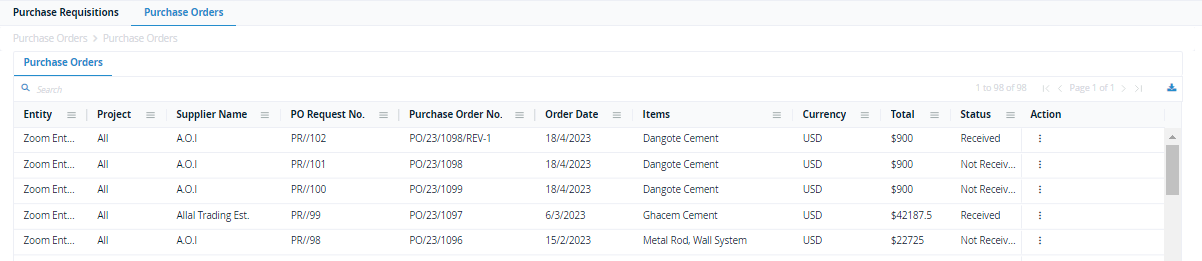 Purchase Requisitions Purchase Orders
Purchase Orders > Purchase Orders
Purchase Orders
Search 1 to 98 of 98 Page 1 of 1
Entity Project Supplier Name PO Request No. Purchase Order No. Order Date Items Currency Total Status Action
Zoom Ent... All A.O.I PR//102 PO/23/1098/REV-1 18/4/2023 Dangote Cement USD $900 Received
Zoom Ent... All A.O.I PR//101 PO/23/1098 18/4/2023 Dangote Cement USD $900 Not Receiv...
Zoom Ent... All A.O.I PR//100 PO/23/1099 18/4/2023 Dangote Cement USD $900 Not Receiv...
Zoom Ent... All Allal Trading Est. PR//99 PO/23/1097 6/3/2023 Ghacem Cement USD $42187.5 Received
Zoom Ent... All A.O.I PR//98 PO/23/1096 15/2/2023 Metal Rod, Wall System USD $22725 Not Receiv...